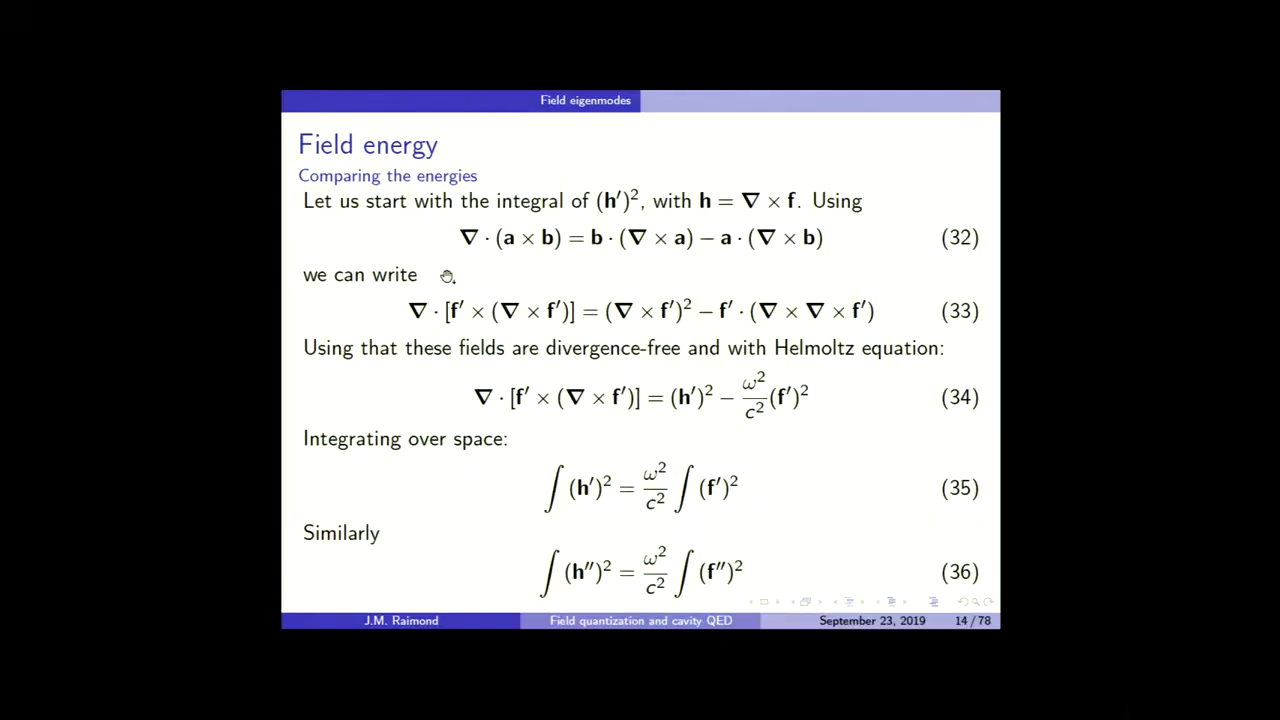 Field eigenmodes
Field energy
Comparing the energies
Let us start with the integral of (h′)², with h = ∇ × f. Using
∇ · (a × b) = b · (∇ × a) − a · (∇ × b) (32)
we can write
∇ · [f′ × (∇ × f′)] = (∇ × f′)² − f′ · (∇ × ∇ × f′) (33)
Using that these fields are divergence-free and with Helmoltz equation:
∇ · [f′ × (∇ × f′)] = (h′)² − ω²/c² (f′)² (34)
Integrating over space:
∫ (h′)² = ω²/c² ∫ (f′)² (35)
Similarly
∫ (h′′)² = ω²/c² ∫ (f′′)² (36)
J.M. Raimond Field quantization and cavity QED September 23, 2019 14 / 78